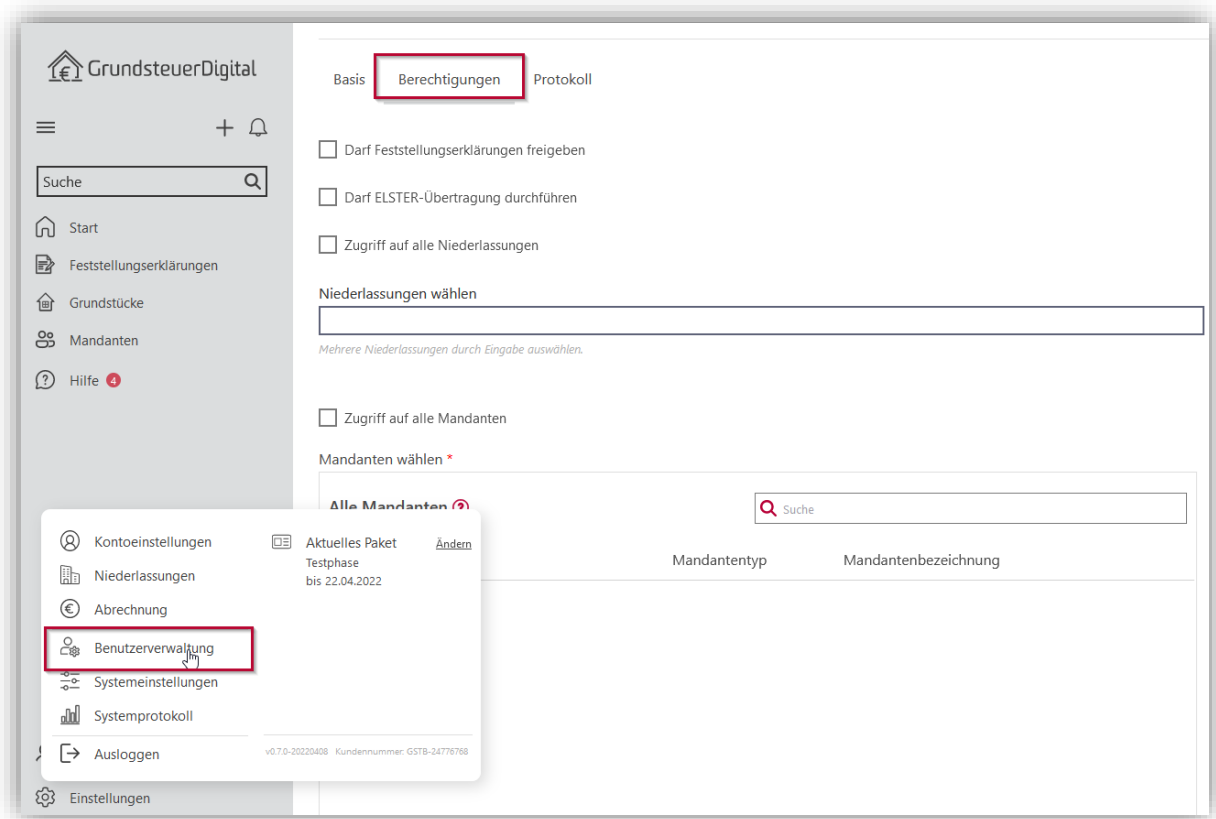 GrundsteuerDigital
Suche
Start
Feststellungserklärungen
Grundstücke
Mandanten
Hilfe 4
Kontoeinstellungen
Niederlassungen
Abrechnung
Benutzerverwaltung
Systemeinstellungen
Systemprotokoll
Ausloggen
Aktuelles Paket Ändern
Testphase
bis 22.04.2022
v0.7.0-20220408 Kundennummer: GSTB-24776768
Einstellungen
Basis Berechtigungen Protokoll
Darf Feststellungserklärungen freigeben
Darf ELSTER-Übertragung durchführen
Zugriff auf alle Niederlassungen
Niederlassungen wählen
Mehrere Niederlassungen durch Eingabe auswählen.
Zugriff auf alle Mandanten
Mandanten wählen *
Alle Mandanten ?
Suche
Mandantentyp Mandantenbezeichnung